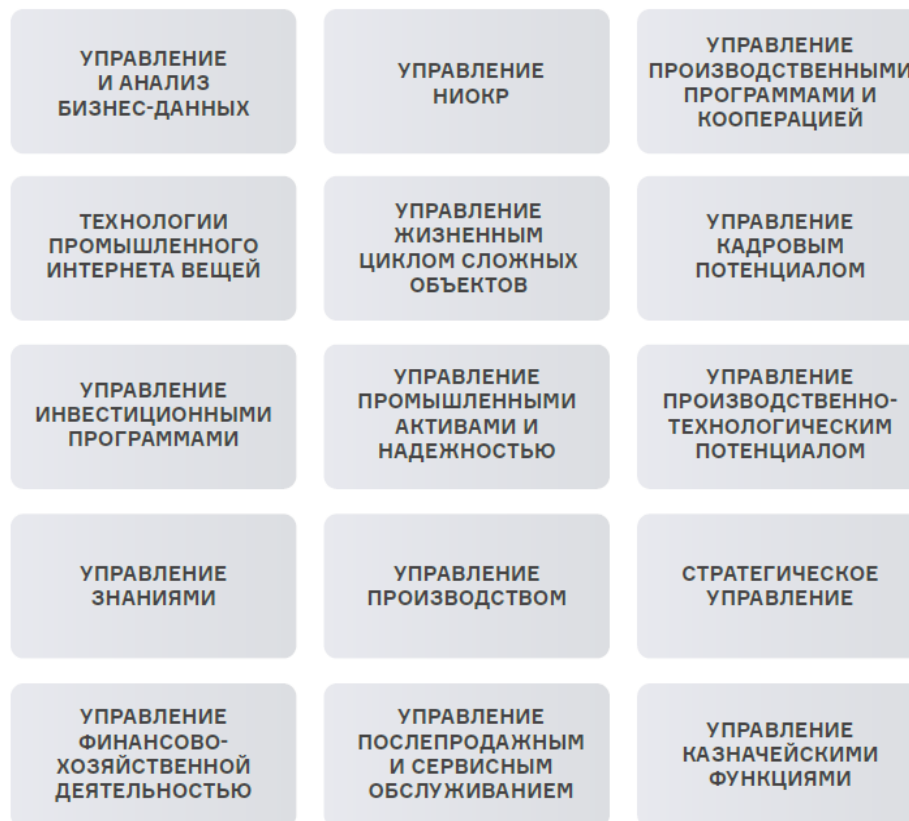 УПРАВЛЕНИЕ
И АНАЛИЗ
БИЗНЕС-ДАННЫХ
УПРАВЛЕНИЕ
НИОКР
УПРАВЛЕНИЕ
ПРОИЗВОДСТВЕННЫМИ
ПРОГРАММАМИ И
КООПЕРАЦИЕЙ
ТЕХНОЛОГИИ
ПРОМЫШЛЕННОГО
ИНТЕРНЕТА ВЕЩЕЙ
УПРАВЛЕНИЕ
ЖИЗНЕННЫМ
ЦИКЛОМ СЛОЖНЫХ
ОБЪЕКТОВ
УПРАВЛЕНИЕ
КАДРОВЫМ
ПОТЕНЦИАЛОМ
УПРАВЛЕНИЕ
ИНВЕСТИЦИОННЫМИ
ПРОГРАММАМИ
УПРАВЛЕНИЕ
ПРОМЫШЛЕННЫМИ
АКТИВАМИ И
НАДЕЖНОСТЬЮ
УПРАВЛЕНИЕ
ПРОИЗВОДСТВЕННО-
ТЕХНОЛОГИЧЕСКИМ
ПОТЕНЦИАЛОМ
УПРАВЛЕНИЕ
ЗНАНИЯМИ
УПРАВЛЕНИЕ
ПРОИЗВОДСТВОМ
СТРАТЕГИЧЕСКОЕ
УПРАВЛЕНИЕ
УПРАВЛЕНИЕ
ФИНАНСОВО-
ХОЗЯЙСТВЕННОЙ
ДЕЯТЕЛЬНОСТЬЮ
УПРАВЛЕНИЕ
ПОСЛЕПРОДАЖНЫМ
И СЕРВИСНЫМ
ОБСЛУЖИВАНИЕМ
УПРАВЛЕНИЕ
КАЗНАЧЕЙСКИМИ
ФУНКЦИЯМИ